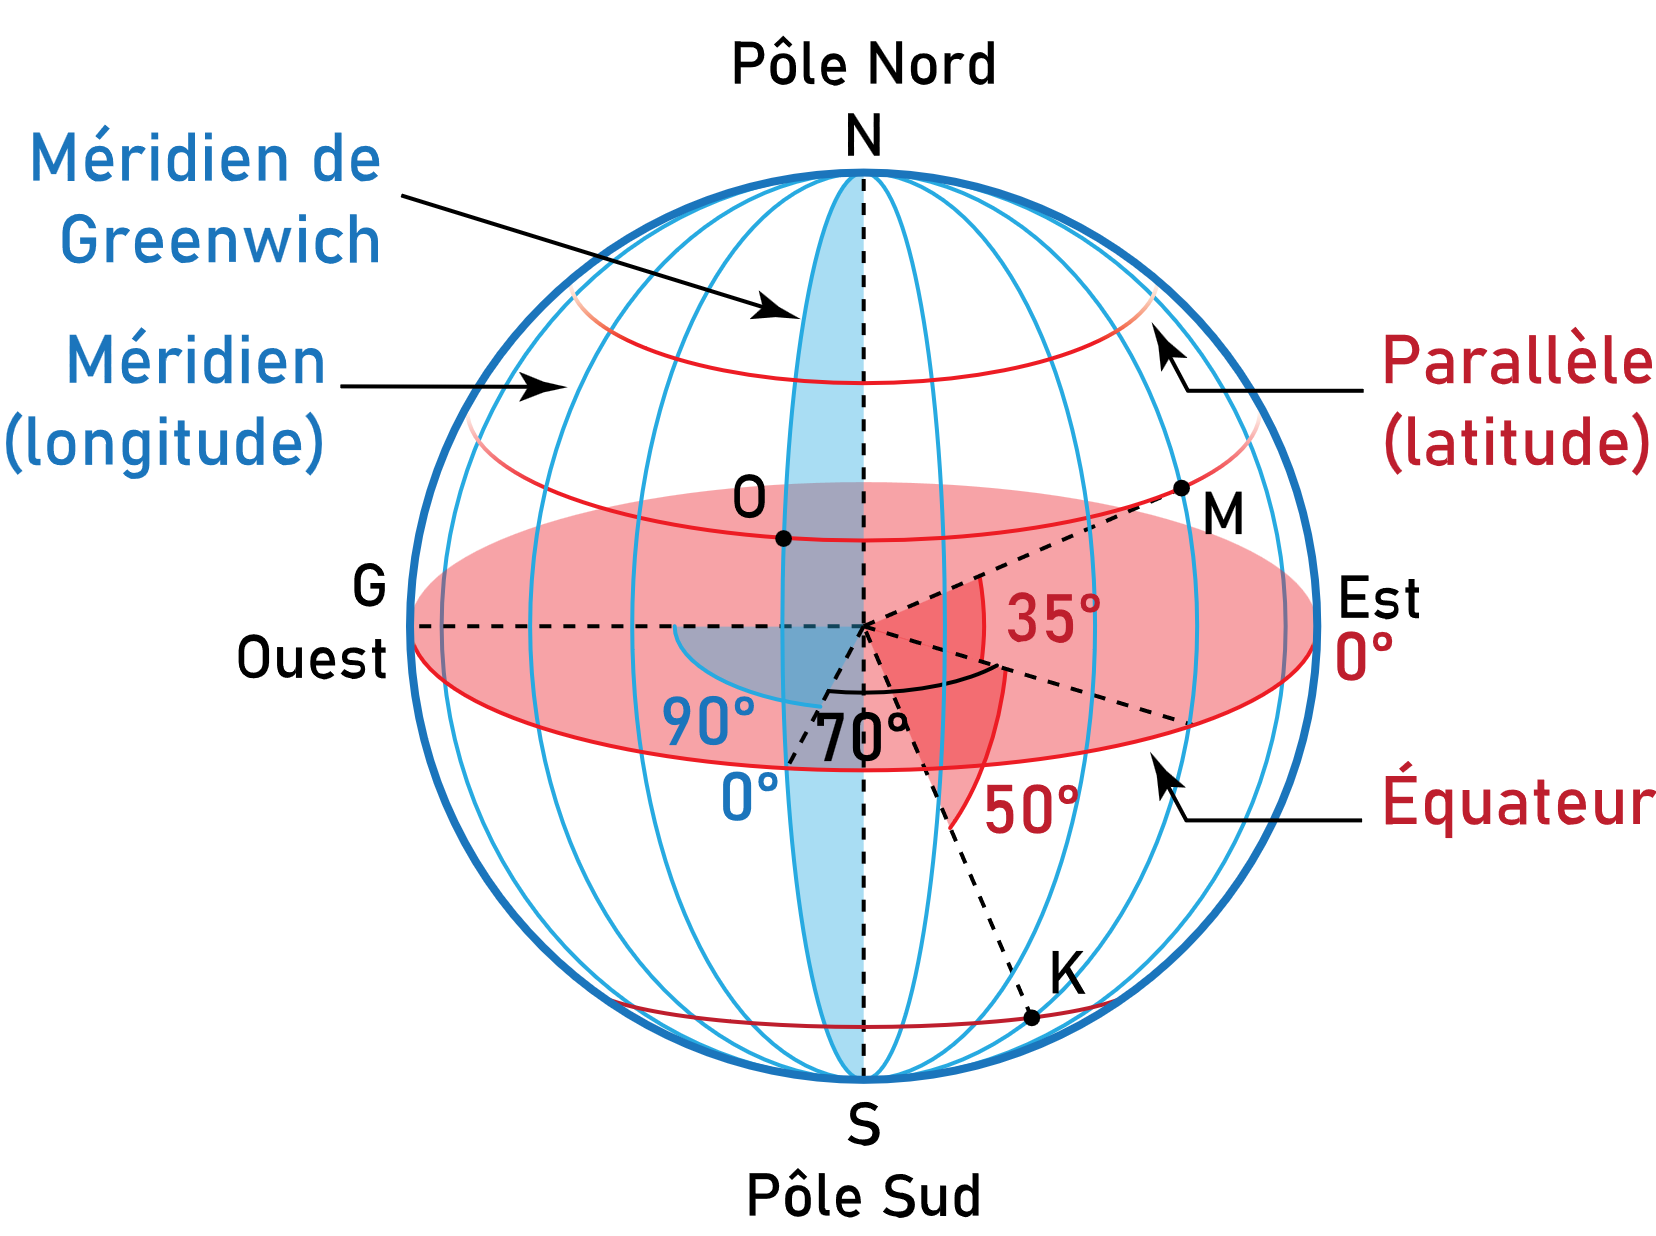 Pôle Nord
N
Méridien de
Greenwich
Méridien
(longitude)
Parallèle
(latitude)
O
M
G
Ouest
35°
Est
0°
90°
70°
0°
50°
Équateur
K
S
Pôle Sud